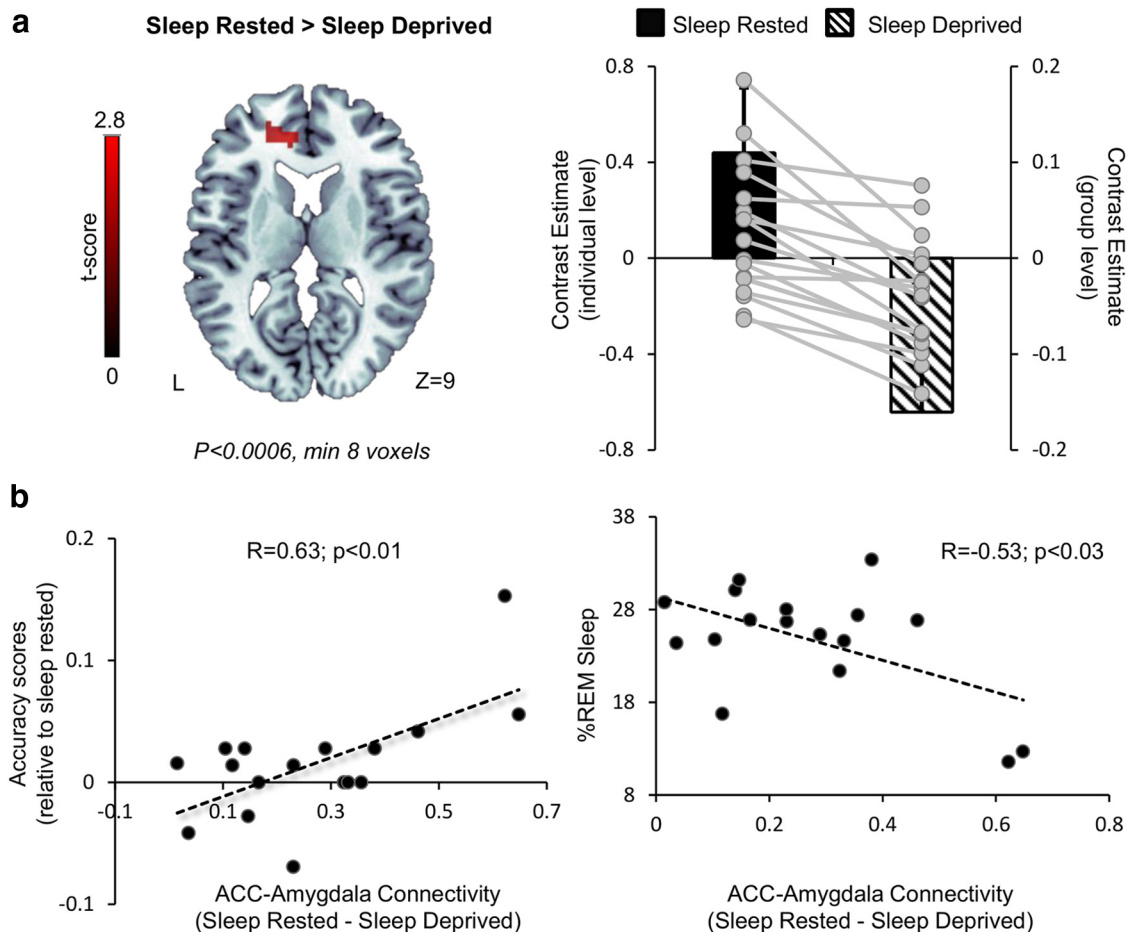 a
Sleep Rested > Sleep Deprived
Sleep Rested
Sleep Deprived
2.8
t-score
0
L
Z=9
P<0.0006, min 8 voxels
0.8
0.4
0
-0.4
-0.8
Contrast Estimate
(individual level)
0.2
0.1
0
-0.1
-0.2
Contrast Estimate
(group level)
b
R=0.63; p<0.01
Accuracy scores
(relative to sleep rested)
0.2
0.1
0
-0.1
-0.1
0.1
0.3
0.5
0.7
ACC-Amygdala Connectivity
(Sleep Rested - Sleep Deprived)
R=-0.53; p<0.03
%REM Sleep
38
28
18
8
0
0.2
0.4
0.6
0.8
ACC-Amygdala Connectivity
(Sleep Rested - Sleep Deprived)